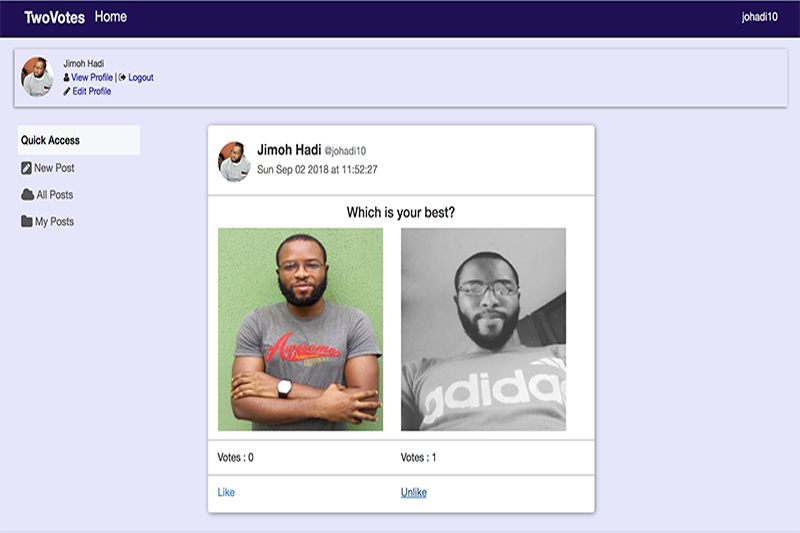 TwoVotes Home johadi10
Jimoh Hadi
View Profile | Logout
Edit Profile
Quick Access
New Post
All Posts
My Posts
Jimoh Hadi @johadi10
Sun Sep 02 2018 at 11:52:27
Which is your best?
Awesome
adidas
Votes : 0 Votes : 1
Like Unlike